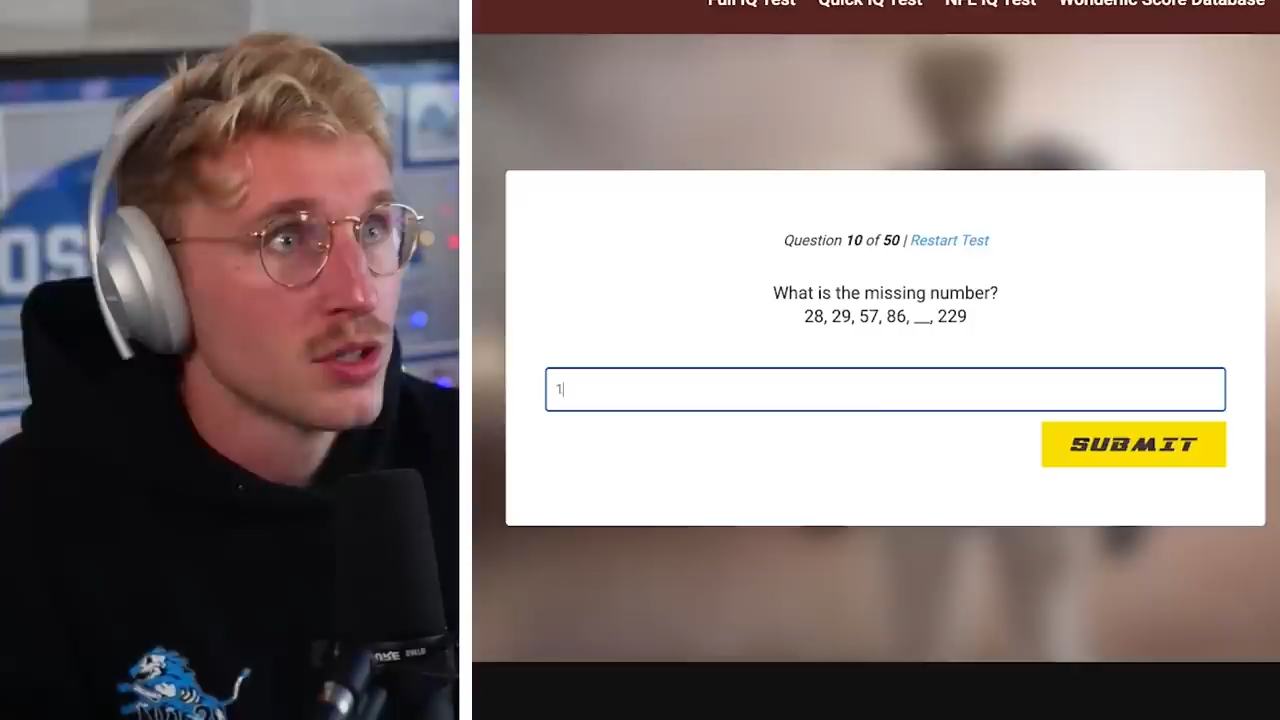 Full IQ Test Quick IQ Test NFL IQ Test Wonderlic Score Database
OS
Question 10 of 50 | Restart Test
What is the missing number?
28, 29, 57, 86, __, 229
1
SUBMIT